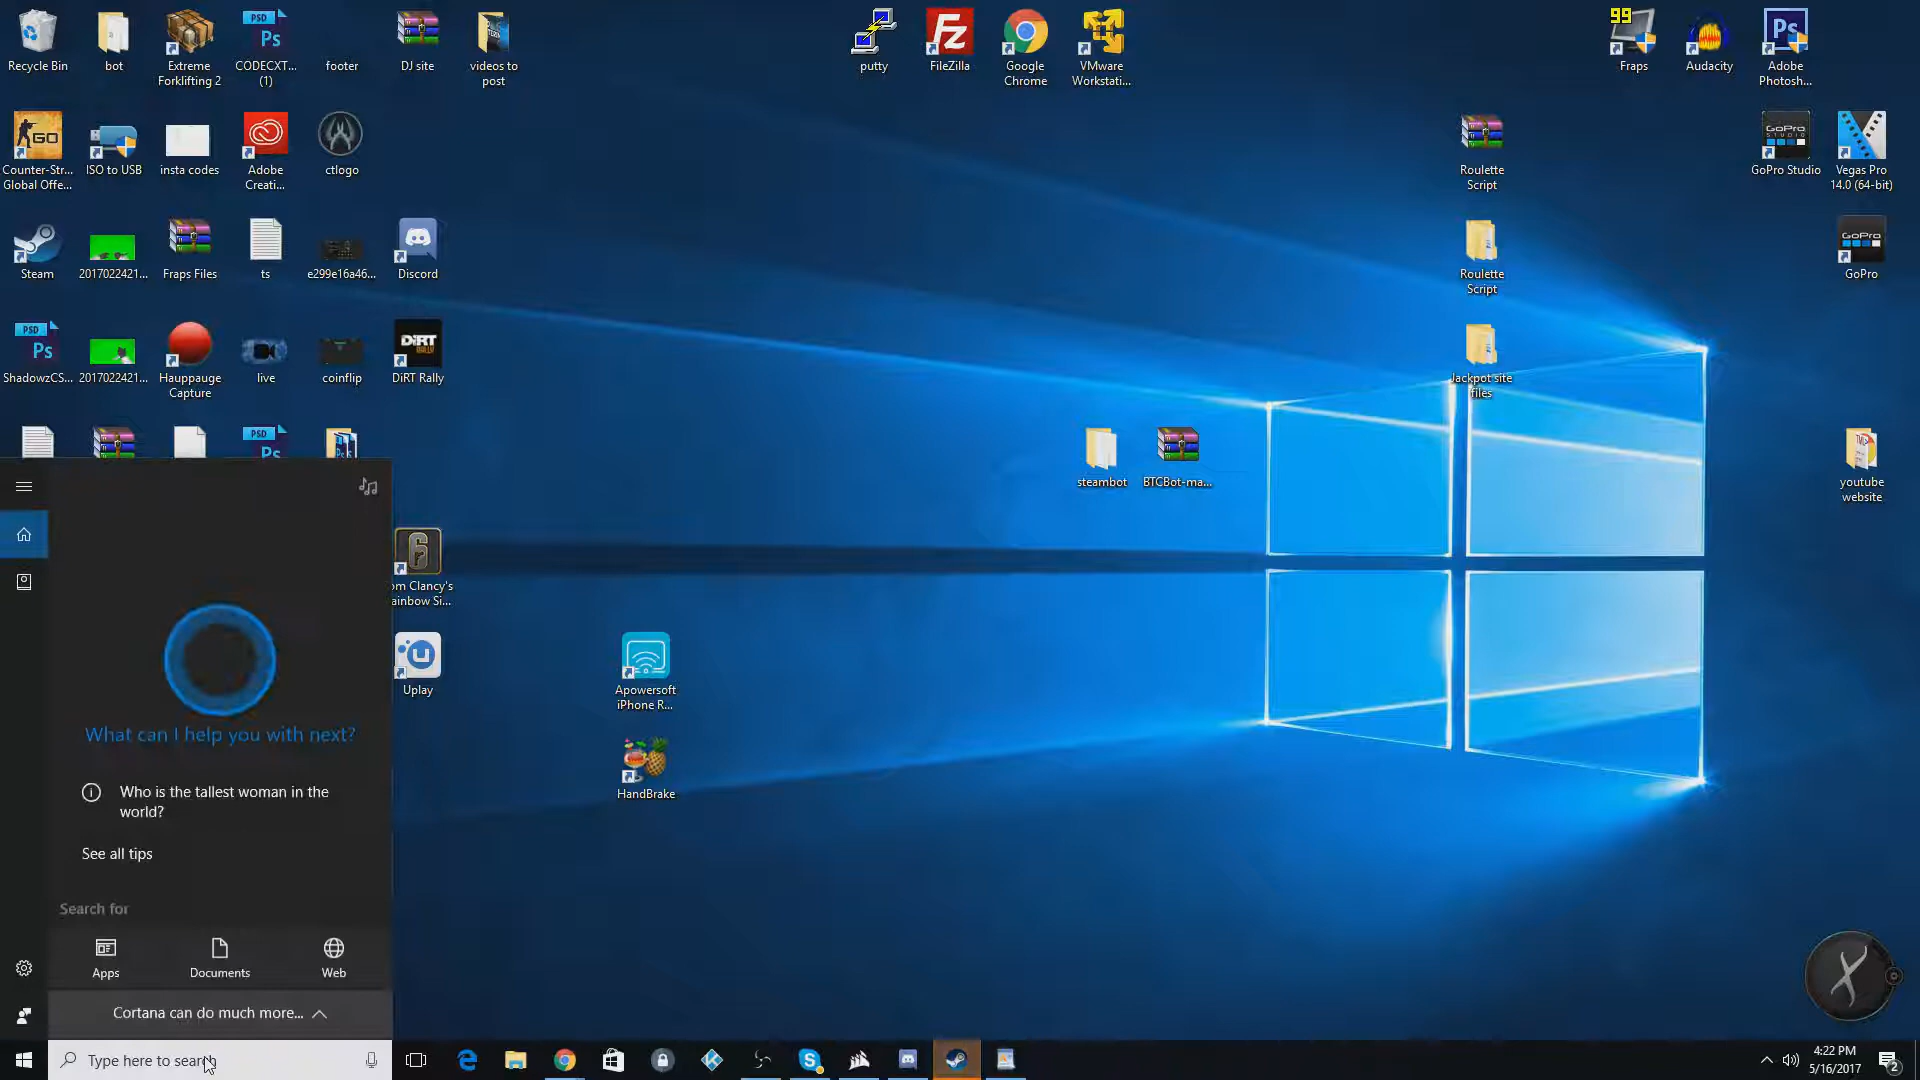 Recycle Bin
bot
Extreme
Forklifting 2
CODECXT...
(1)
footer
DJ site
videos to
post
putty
FileZilla
Google
Chrome
VMware
Workstati...
99
Fraps
Audacity
Adobe
Photosh...
Counter-Str...
Global Offe...
ISO to USB
insta codes
Adobe
Creati...
ctlogo
Roulette
Script
GoPro Studio
Vegas Pro
14.0 (64-bit)
Steam
2017022421...
Fraps Files
ts
e299e16a46...
Discord
Roulette
Script
GoPro
ShadowzCS...
2017022421...
Hauppauge
Capture
live
coinflip
DiRT Rally
Jackpot site
files
steambot
BTCBot-ma...
youtube
website
om Clancy's
ainbow Si...
Uplay
Apowersoft
iPhone R...
HandBrake
What can I help you with next?
Who is the tallest woman in the
world?
See all tips
Search for
Apps
Documents
Web
Cortana can do much more...
Type here to search
4:22 PM
5/16/2017
2